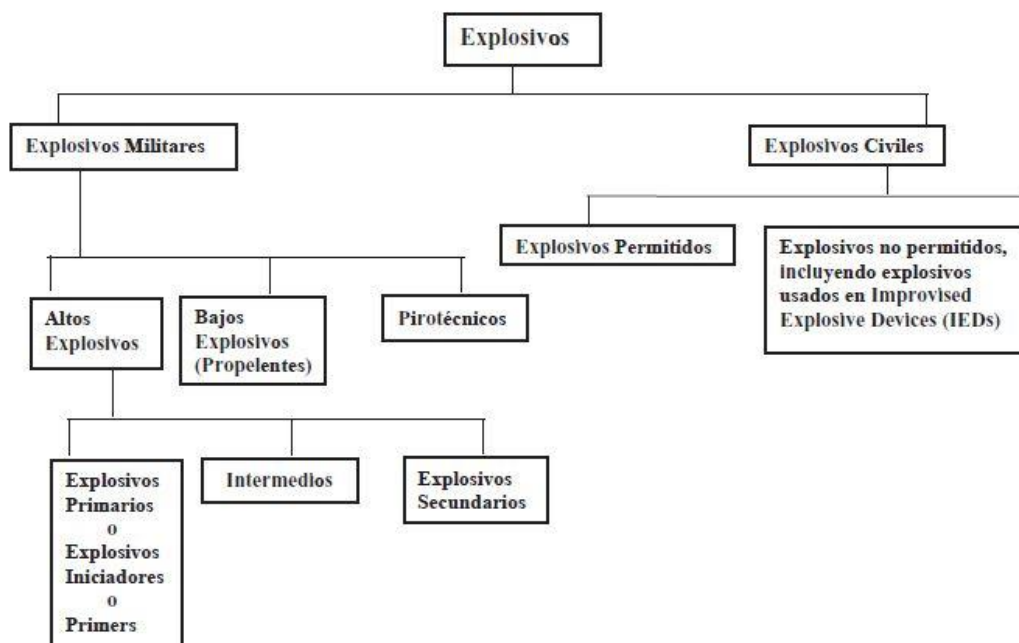 Explosivos
Explosivos Militares
Explosivos Civiles
Explosivos Permitidos
Explosivos no permitidos,
incluyendo explosivos
usados en Improvised
Explosive Devices (IEDs)
Altos
Explosivos
Bajos
Explosivos
(Propelentes)
Pirotécnicos
Explosivos
Primarios
o
Explosivos
Iniciadores
o
Primers
Intermedios
Explosivos
Secundarios